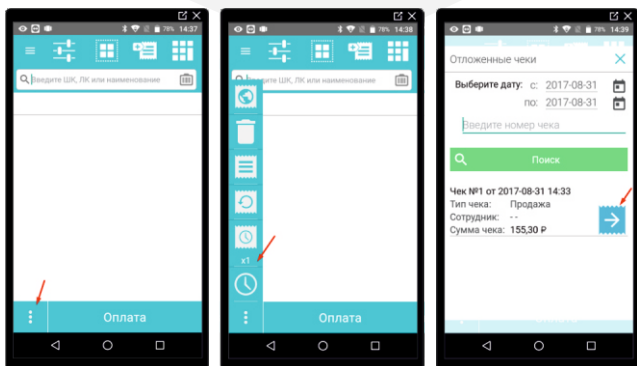 78% 14:37
Введите ШК, ЛК или наименование
Оплата
78% 14:38
Введите ШК, ЛК или наименование
x1
Оплата
78% 14:39
Отложенные чеки
Выберите дату: с: 2017-08-31
по: 2017-08-31
Введите номер чека
Поиск
Чек №1 от 2017-08-31 14:33
Тип чека: Продажа
Сотрудник: - -
Сумма чека: 155,30 ₽